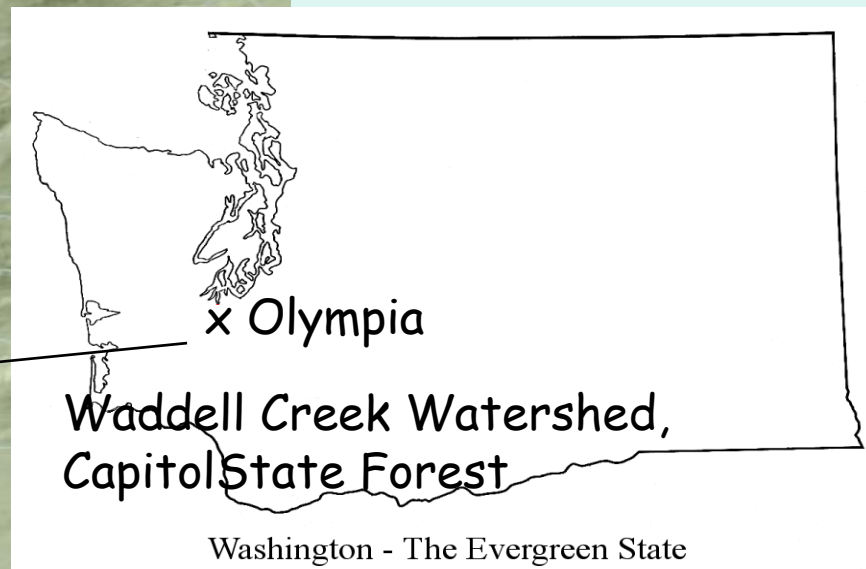 x Olympia
Waddell Creek Watershed,
CapitolState Forest
Washington - The Evergreen State